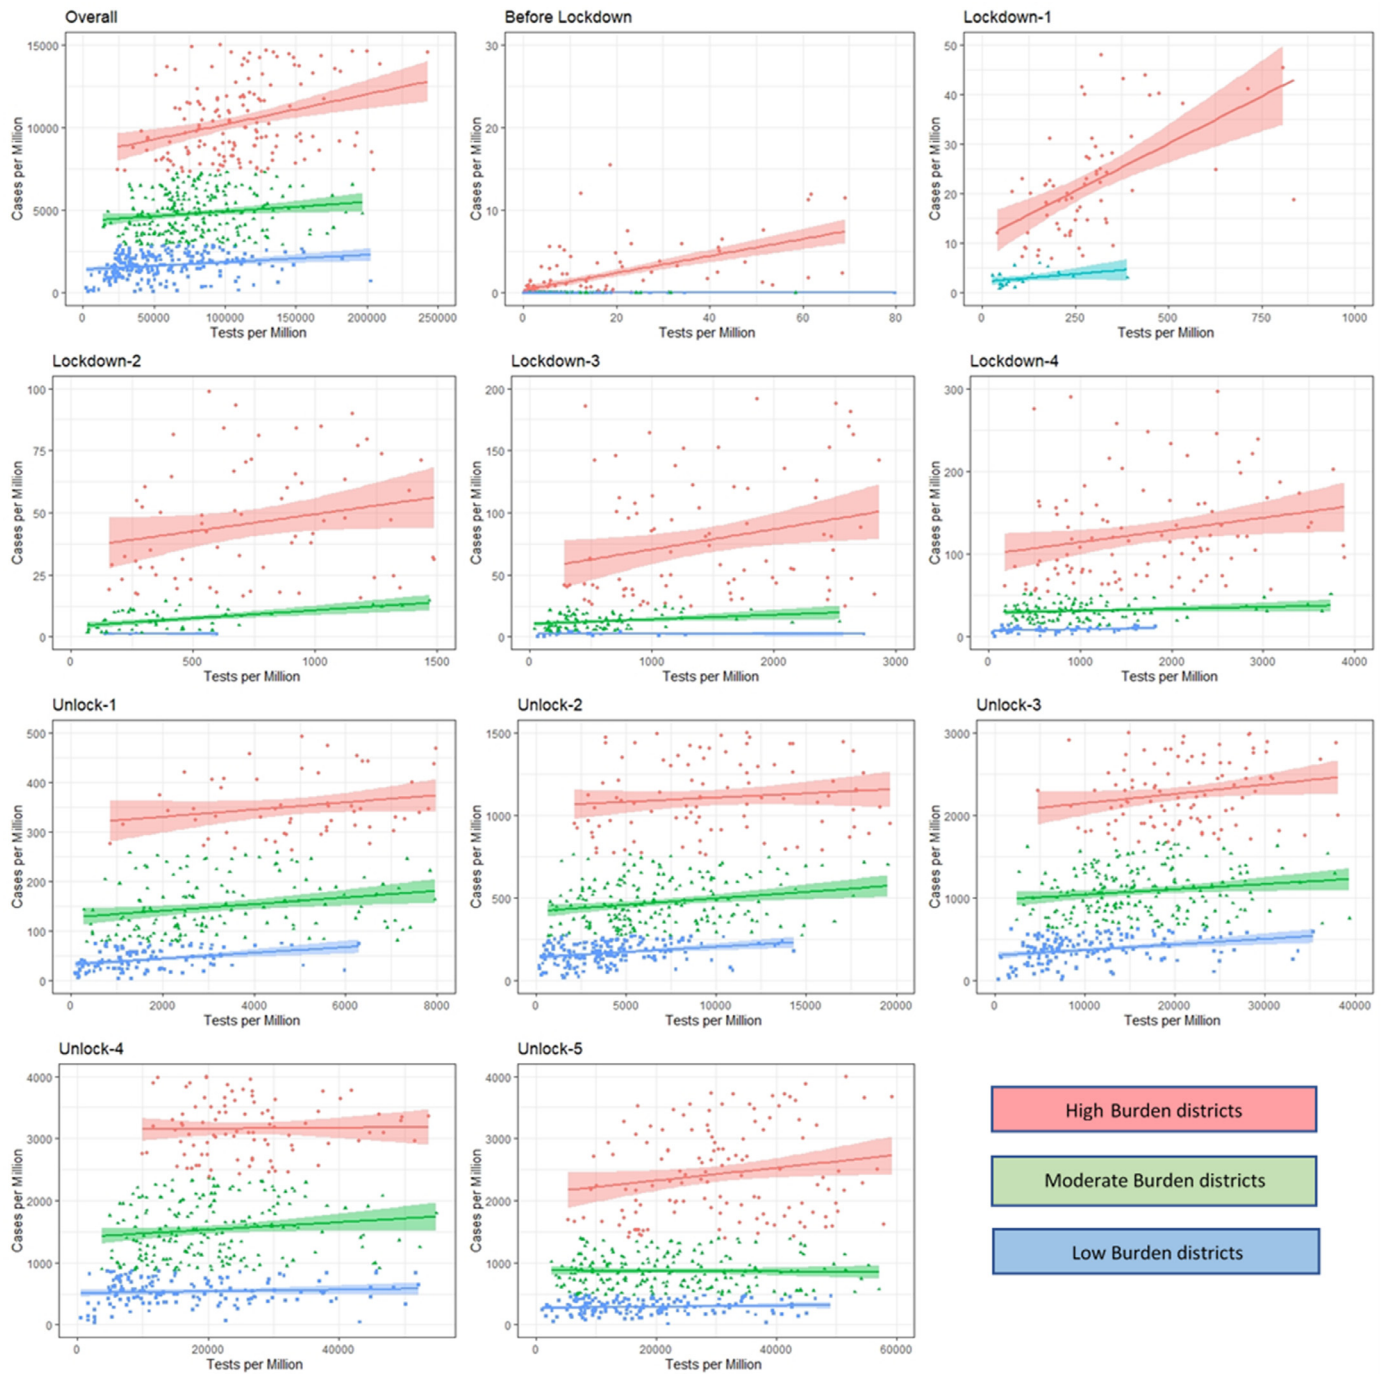 Overall
Before Lockdown
Lockdown-1
15000
10000
5000
0
Cases per Million
0
50000
100000
150000
200000
250000
Tests per Million
30
20
10
0
Cases per Million
0
20
40
60
80
Tests per Million
50
40
30
20
10
0
Cases per Million
0
250
500
750
1000
Tests per Million
Lockdown-2
Lockdown-3
Lockdown-4
100
75
50
25
0
Cases per Million
0
500
1000
1500
Tests per Million
200
150
100
50
0
Cases per Million
0
1000
2000
3000
Tests per Million
300
200
100
0
Cases per Million
0
1000
2000
3000
4000
Tests per Million
Unlock-1
Unlock-2
Unlock-3
500
400
300
200
100
0
Cases per Million
0
2000
4000
6000
8000
Tests per Million
1500
1000
500
0
Cases per Million
0
5000
10000
15000
20000
Tests per Million
3000
2000
1000
0
Cases per Million
0
10000
20000
30000
40000
Tests per Million
Unlock-4
Unlock-5
4000
3000
2000
1000
0
Cases per Million
0
20000
40000
Tests per Million
4000
3000
2000
1000
0
Cases per Million
0
20000
40000
60000
Tests per Million
High Burden districts
Moderate Burden districts
Low Burden districts